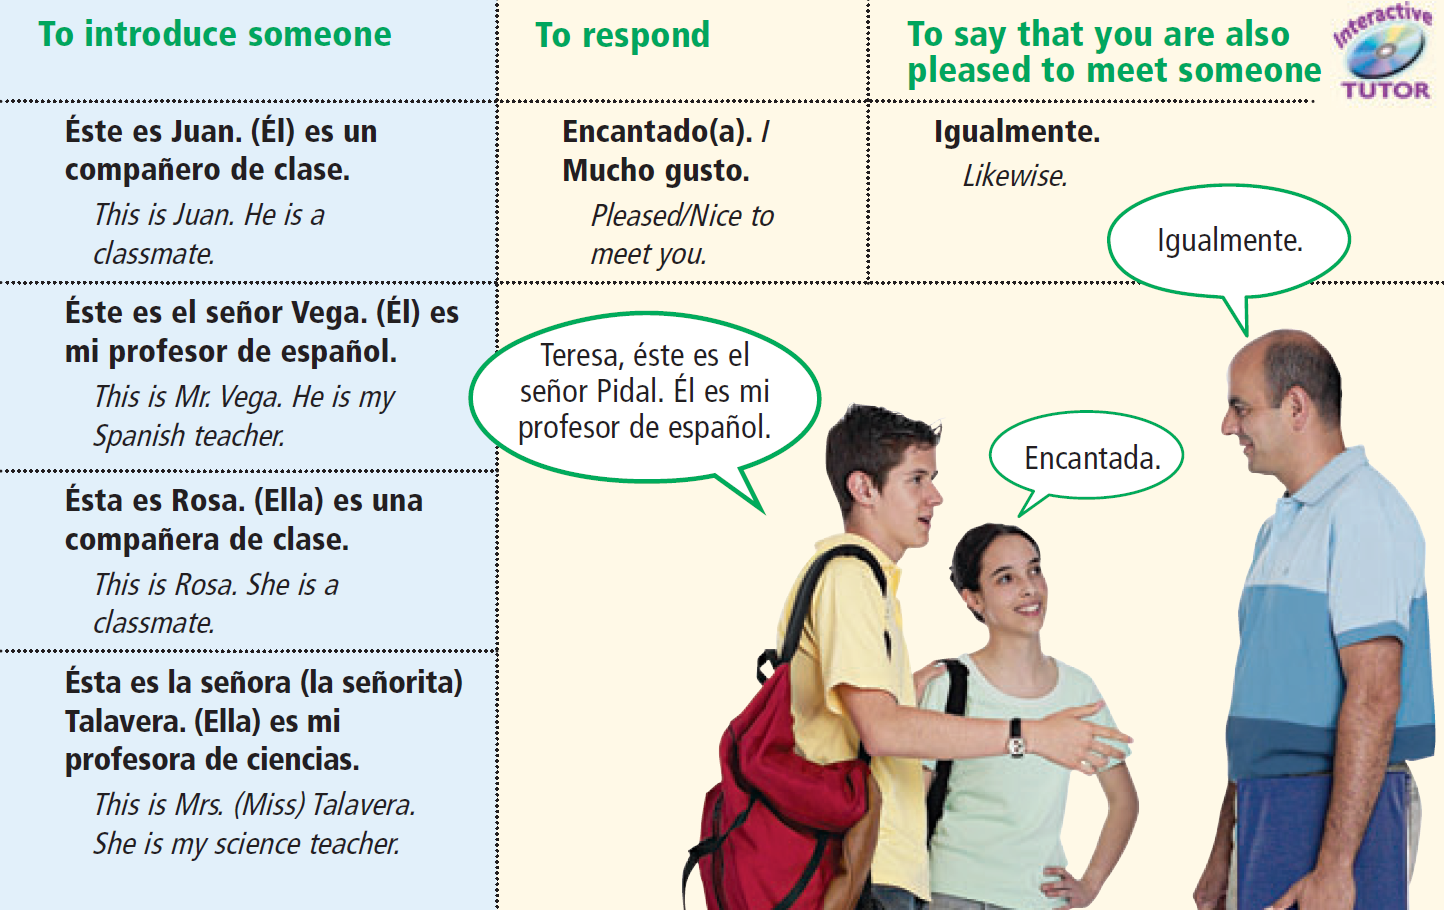 To introduce someone
To respond
To say that you are also
pleased to meet someone
Interactive
TUTOR
Éste es Juan. (Él) es un
compañero de clase.
This is Juan. He is a
classmate.
Encantado(a). /
Mucho gusto.
Pleased/Nice to
meet you.
Igualmente.
Likewise.
Igualmente.
Éste es el señor Vega. (Él) es
mi profesor de español.
This is Mr. Vega. He is my
Spanish teacher.
Teresa, éste es el
señor Pidal. Él es mi
profesor de español.
Encantada.
Ésta es Rosa. (Ella) es una
compañera de clase.
This is Rosa. She is a
classmate.
Ésta es la señora (la señorita)
Talavera. (Ella) es mi
profesora de ciencias.
This is Mrs. (Miss) Talavera.
She is my science teacher.